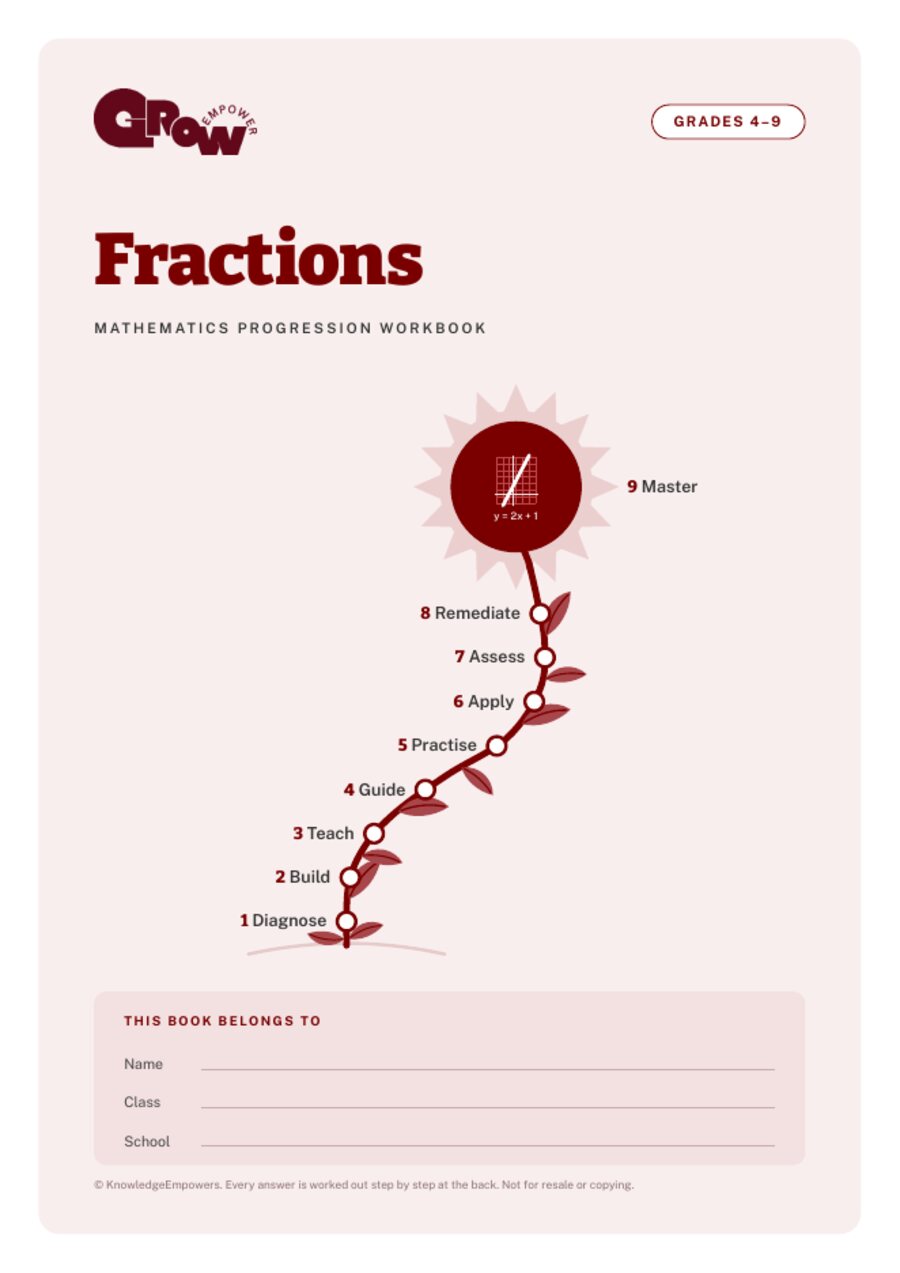 GROW EMPOWER
GRADES 4–9
Fractions
MATHEMATICS PROGRESSION WORKBOOK
y = 2x + 1
9 Master
8 Remediate
7 Assess
6 Apply
5 Practise
4 Guide
3 Teach
2 Build
1 Diagnose
THIS BOOK BELONGS TO
Name
Class
School
© KnowledgeEmpowers. Every answer is worked out step by step at the back. Not for resale or copying.